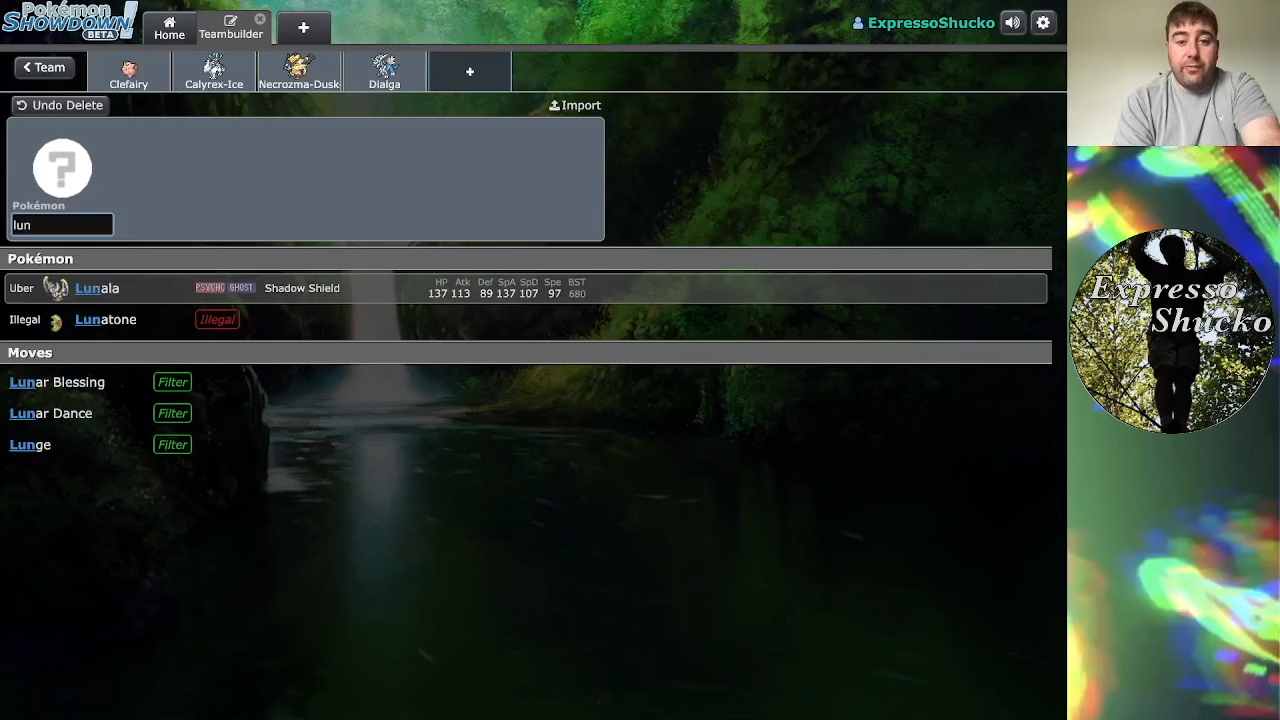 Pokémon
Showdown!
BETA
Home
Teambuilder
+
ExpressoShucko
Team
Clefairy
Calyrex-Ice
Necrozma-Dusk
Dialga
+
Undo Delete
Import
?
Pokémon
lun
Pokémon
HP Atk Def SpA SpD Spe BST
Uber Lunala PSYCHC GHOST Shadow Shield 137 113 89 137 107 97 680
Illegal Lunatone Illegal
Moves
Lunar Blessing Filter
Lunar Dance Filter
Lunge Filter
Expresso
Shucko